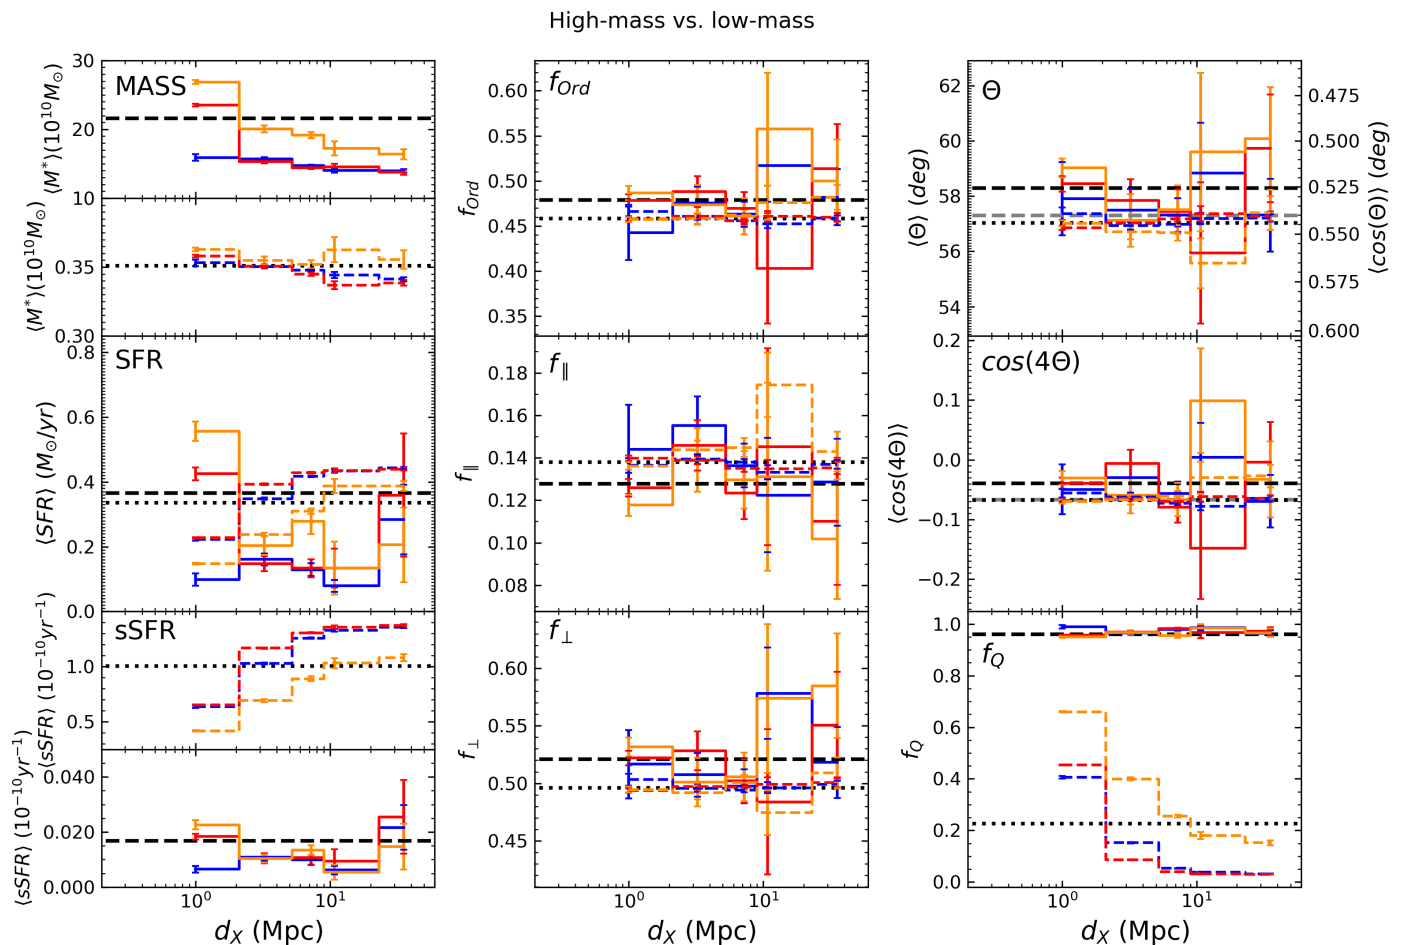 High-mass vs. low-mass
MASS
⟨M*⟩(10¹⁰M⊙)
30
20
10
⟨M*⟩(10¹⁰M⊙)
0.35
0.30
SFR
⟨SFR⟩ (M⊙/yr)
0.8
0.6
0.4
0.2
0.0
sSFR
⟨sSFR⟩ (10⁻¹⁰yr⁻¹)
1.0
0.5
⟨sSFR⟩ (10⁻¹⁰yr⁻¹)
0.040
0.020
0.000
10⁰ 10¹
d_X (Mpc)
f_Ord
f_Ord
0.60
0.55
0.50
0.45
0.40
0.35
f_∥
f_∥
0.18
0.16
0.14
0.12
0.10
0.08
f_⊥
f_⊥
0.60
0.55
0.50
0.45
10⁰ 10¹
d_X (Mpc)
Θ
⟨Θ⟩ (deg)
62
60
58
56
54
0.475
0.500
0.525
0.550
0.575
0.600
⟨cos(Θ)⟩ (deg)
cos(4Θ)
⟨cos(4Θ)⟩
0.2
0.1
0.0
−0.1
−0.2
f_Q
f_Q
1.0
0.8
0.6
0.4
0.2
0.0
10⁰ 10¹
d_X (Mpc)